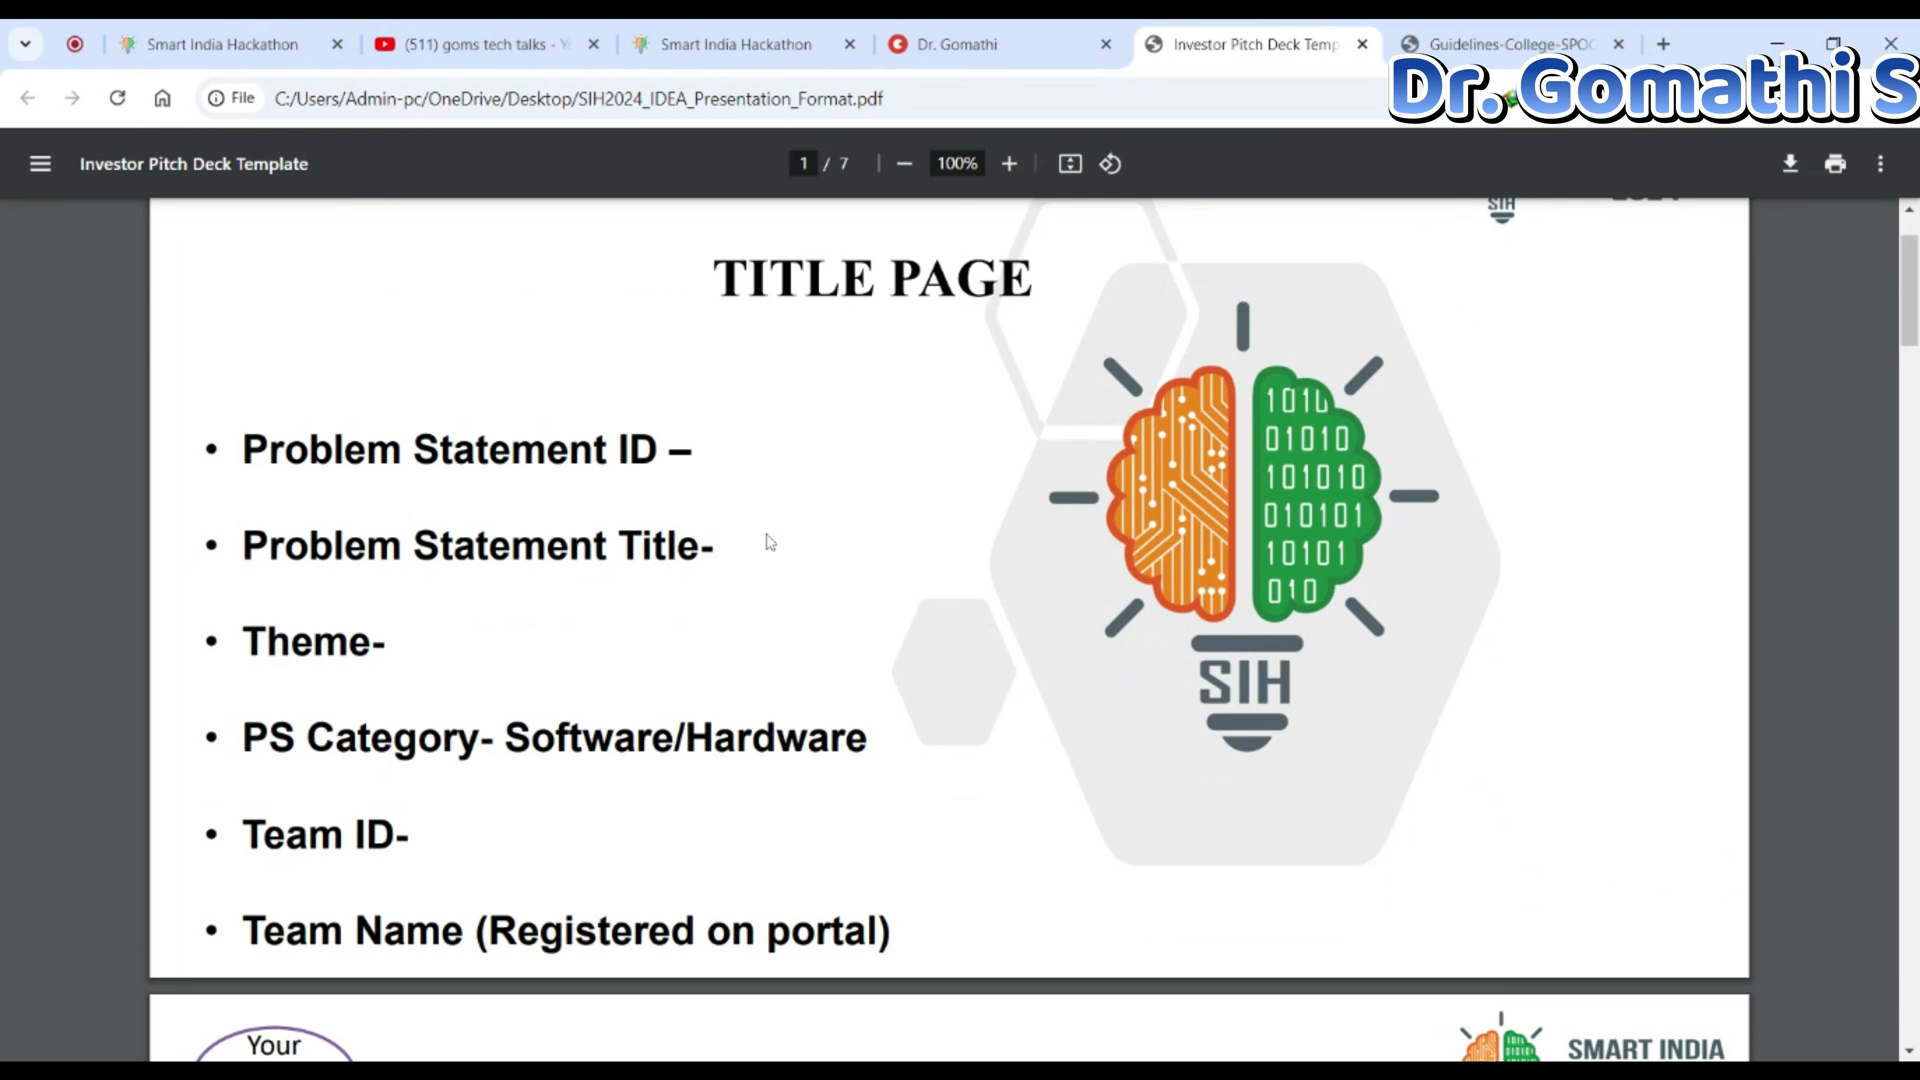 Smart India Hackathon
(511) goms tech talks - Y
Smart India Hackathon
Dr. Gomathi
Investor Pitch Deck Temp
Guidelines-College-SPOC
Dr. Gomathi S
File
C:/Users/Admin-pc/OneDrive/Desktop/SIH2024_IDEA_Presentation_Format.pdf
Investor Pitch Deck Template
1 / 7
100%
SIH
TITLE PAGE
• Problem Statement ID –
• Problem Statement Title-
• Theme-
• PS Category- Software/Hardware
• Team ID-
• Team Name (Registered on portal)
1010
01010
101010
010101
10101
010
SIH
Your
SMART INDIA